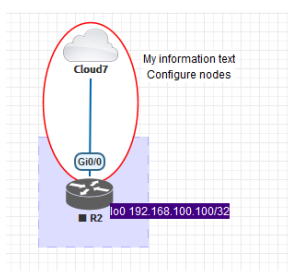 Cloud7
My information text
Configure nodes
Gi0/0
lo0 192.168.100.100/32
R2